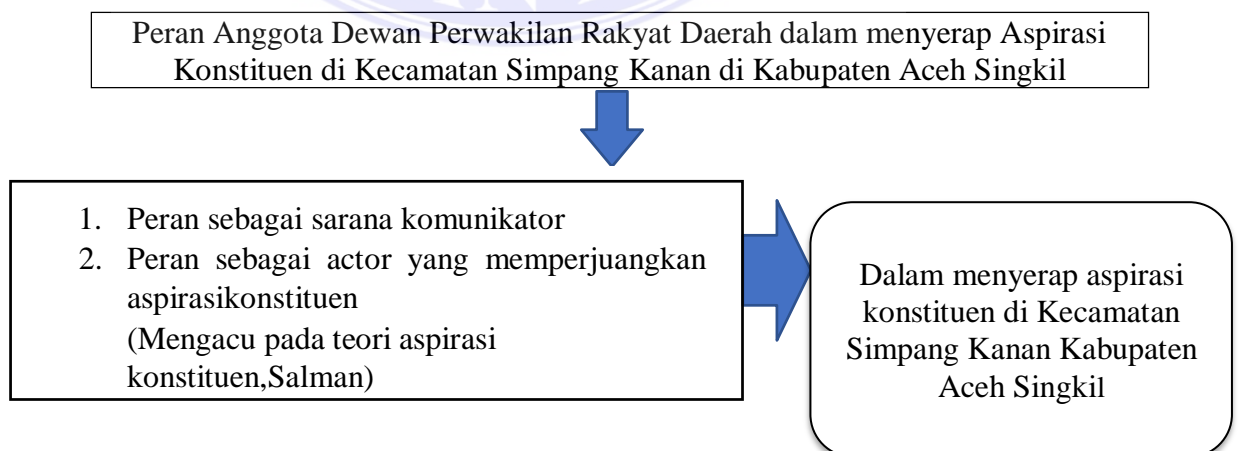 Peran Anggota Dewan Perwakilan Rakyat Daerah dalam menyerap Aspirasi
Konstituen di Kecamatan Simpang Kanan di Kabupaten Aceh Singkil
1. Peran sebagai sarana komunikator
2. Peran sebagai actor yang memperjuangkan
aspirasikonstituen
(Mengacu pada teori aspirasi
konstituen,Salman)
Dalam menyerap aspirasi
konstituen di Kecamatan
Simpang Kanan Kabupaten
Aceh Singkil